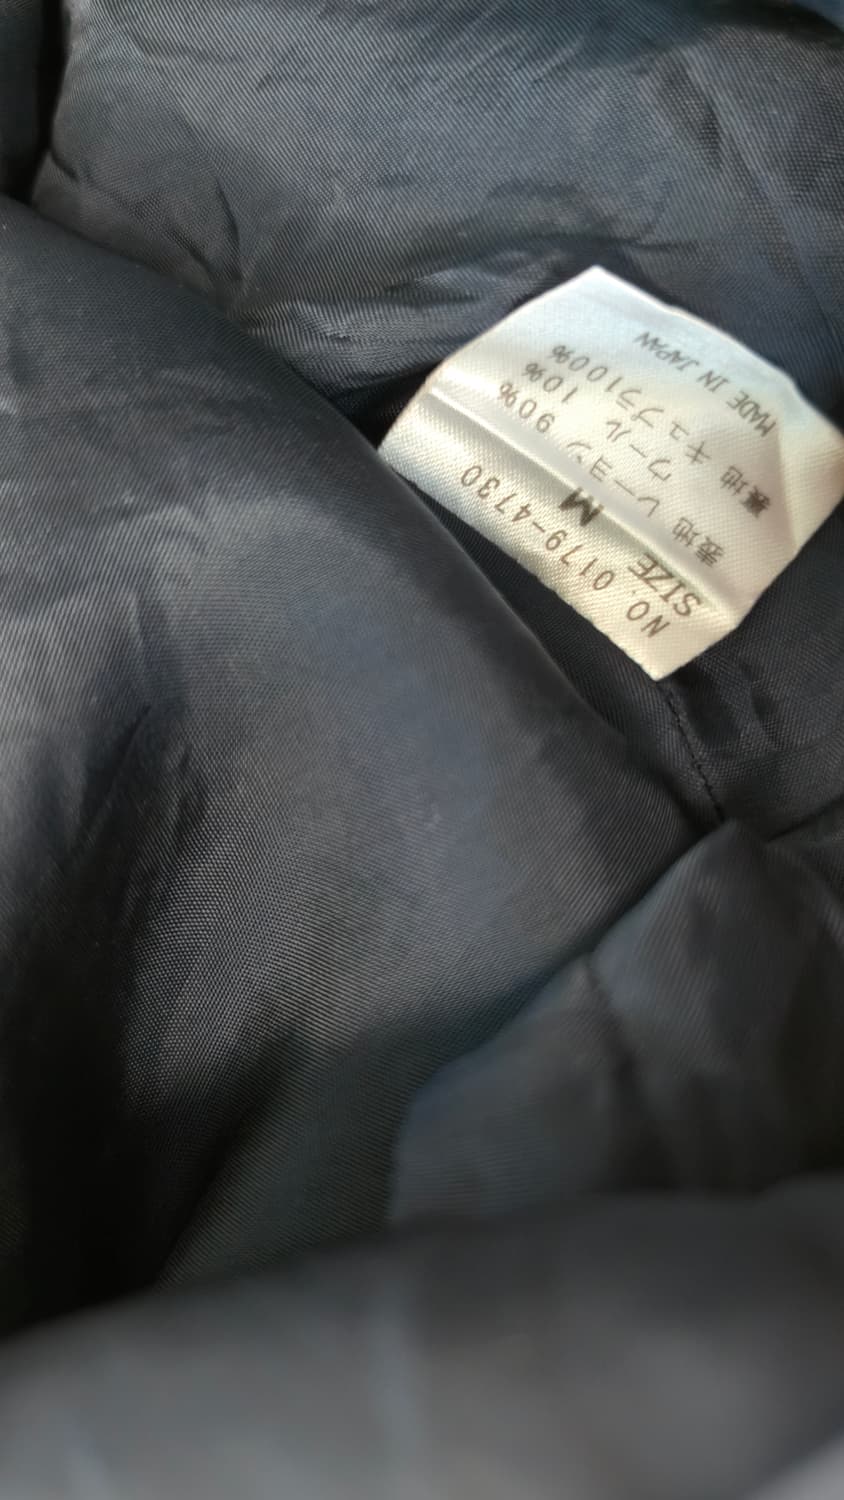 NO. 0179-4730
SIZE M
表地 レーヨン 90%
ウール 10%
裏地 キュプラ100%
MADE IN JAPAN